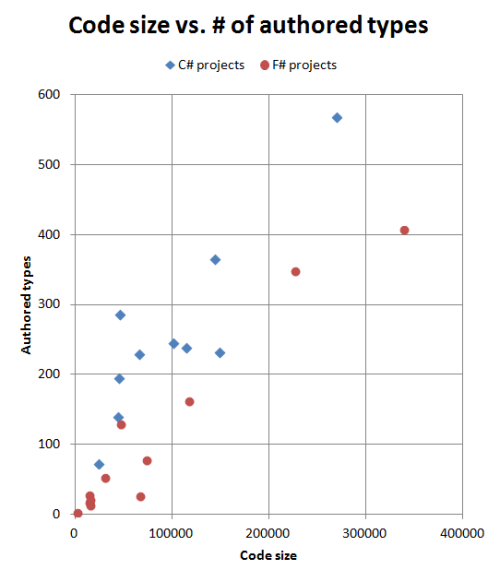 Code size vs. # of authored types
C# projects F# projects
600
500
400
300
200
100
0
Authored types
0 100000 200000 300000 400000
Code size